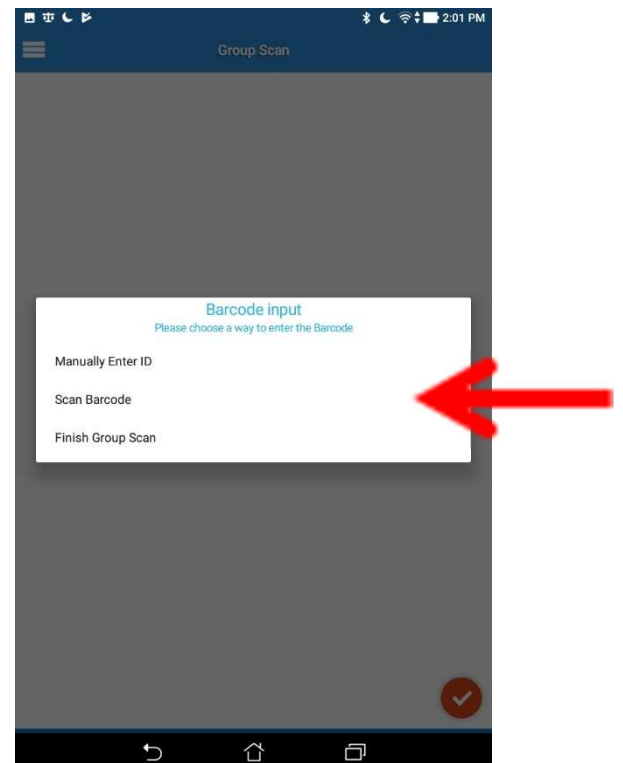 2:01 PM
Group Scan
Barcode input
Please choose a way to enter the Barcode
Manually Enter ID
Scan Barcode
Finish Group Scan